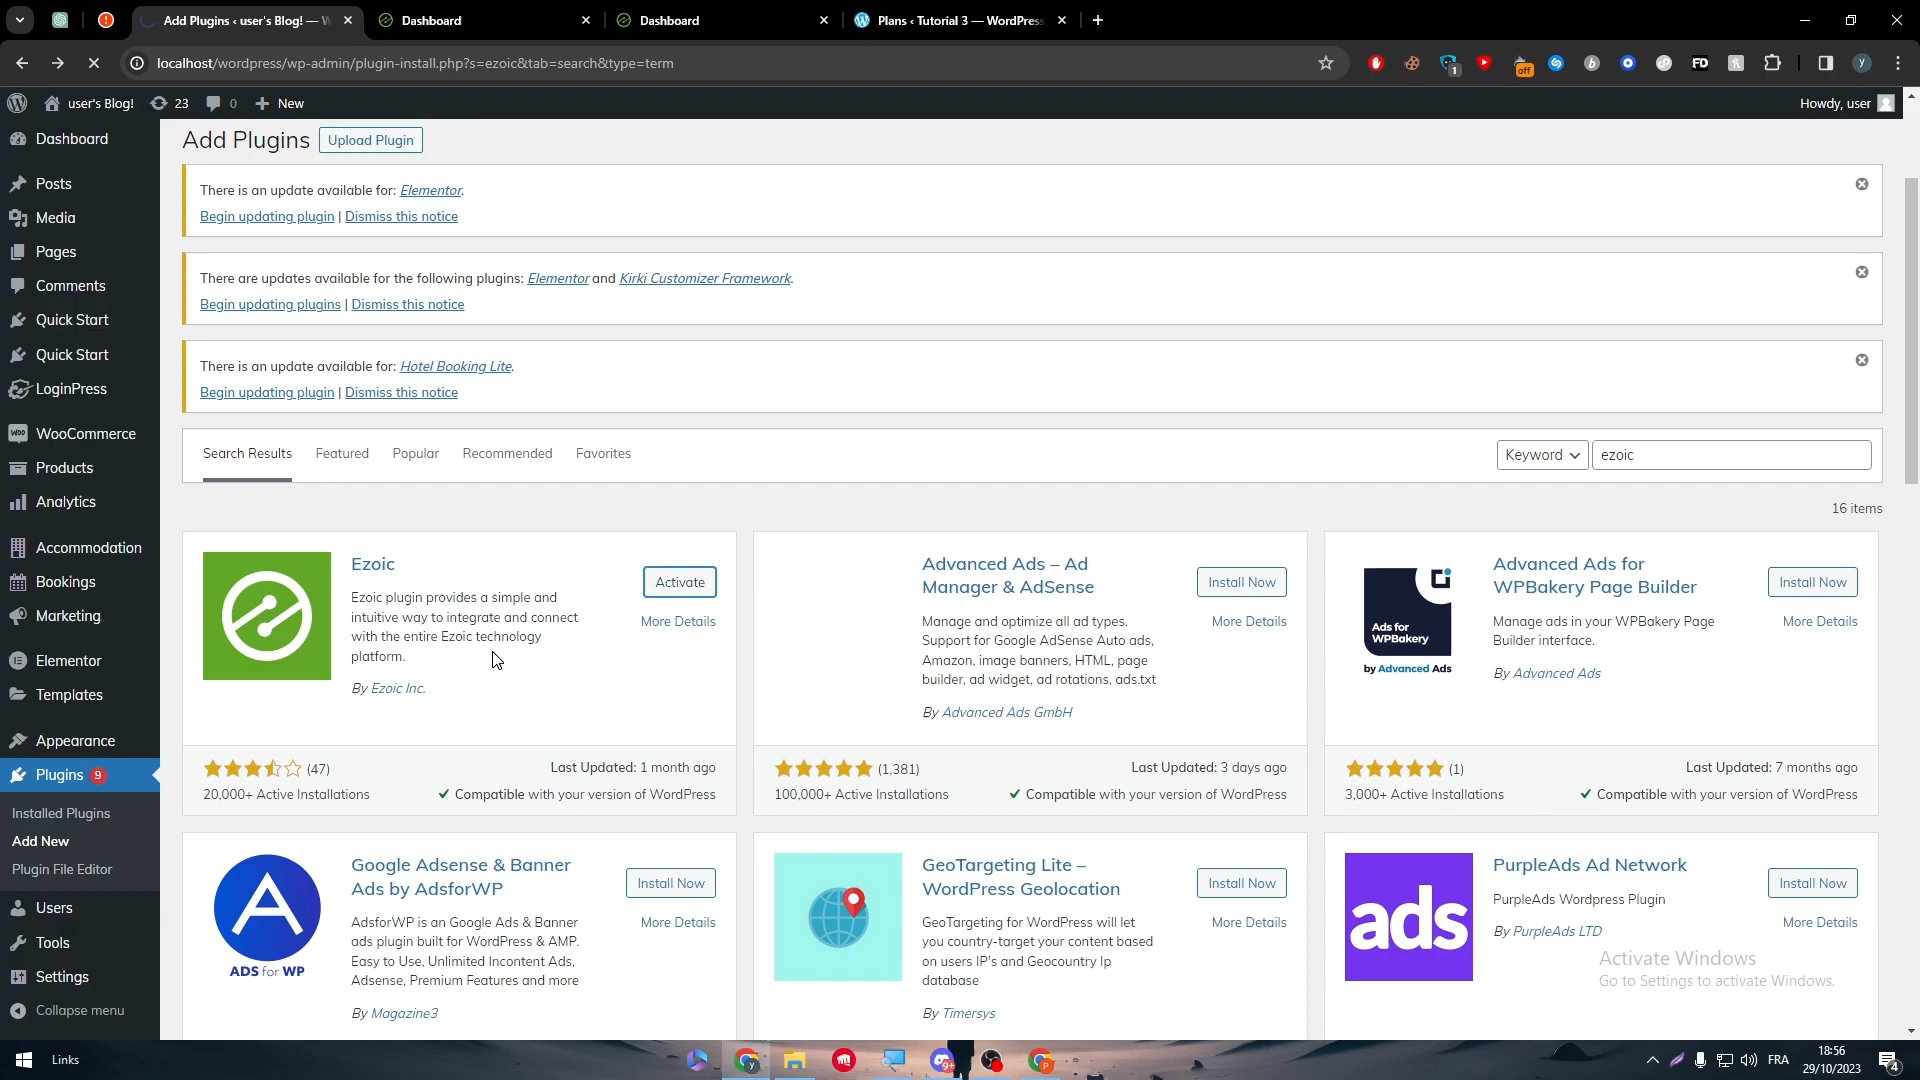 Add Plugins ‹ user's Blog! — W
Dashboard
Dashboard
Plans ‹ Tutorial 3 — WordPress
localhost/wordpress/wp-admin/plugin-install.php?s=ezoic&tab=search&type=term
1
off
FD
y
user's Blog!
23
0
New
Howdy, user
Dashboard
Posts
Media
Pages
Comments
Quick Start
Quick Start
LoginPress
WooCommerce
Products
Analytics
Accommodation
Bookings
Marketing
Elementor
Templates
Appearance
Plugins 9
Installed Plugins
Add New
Plugin File Editor
Users
Tools
Settings
Collapse menu
Add Plugins
Upload Plugin
There is an update available for: Elementor.
Begin updating plugin | Dismiss this notice
There are updates available for the following plugins: Elementor and Kirki Customizer Framework.
Begin updating plugins | Dismiss this notice
There is an update available for: Hotel Booking Lite.
Begin updating plugin | Dismiss this notice
Search Results
Featured
Popular
Recommended
Favorites
Keyword
ezoic
16 items
Ezoic
Activate
More Details
Ezoic plugin provides a simple and
intuitive way to integrate and connect
with the entire Ezoic technology
platform.
By Ezoic Inc.
(47)
Last Updated: 1 month ago
20,000+ Active Installations
Compatible with your version of WordPress
Advanced Ads – Ad
Manager & AdSense
Install Now
More Details
Manage and optimize all ad types.
Support for Google AdSense Auto ads,
Amazon, image banners, HTML, page
builder, ad widget, ad rotations, ads.txt
By Advanced Ads GmbH
(1,381)
Last Updated: 3 days ago
100,000+ Active Installations
Compatible with your version of WordPress
Ads for
WPBakery
by Advanced Ads
Advanced Ads for
WPBakery Page Builder
Install Now
More Details
Manage ads in your WPBakery Page
Builder interface.
By Advanced Ads
(1)
Last Updated: 7 months ago
3,000+ Active Installations
Compatible with your version of WordPress
ADS for WP
Google Adsense & Banner
Ads by AdsforWP
Install Now
More Details
AdsforWP is an Google Ads & Banner
ads plugin built for WordPress & AMP.
Easy to Use, Unlimited Incontent Ads,
Adsense, Premium Features and more
By Magazine3
GeoTargeting Lite –
WordPress Geolocation
Install Now
More Details
GeoTargeting for WordPress will let
you country-target your content based
on users IP's and Geocountry Ip
database
By Timersys
ads
PurpleAds Ad Network
Install Now
More Details
PurpleAds Wordpress Plugin
By PurpleAds LTD
Activate Windows
Go to Settings to activate Windows.
Links
9+
FRA
18:56
29/10/2023
4